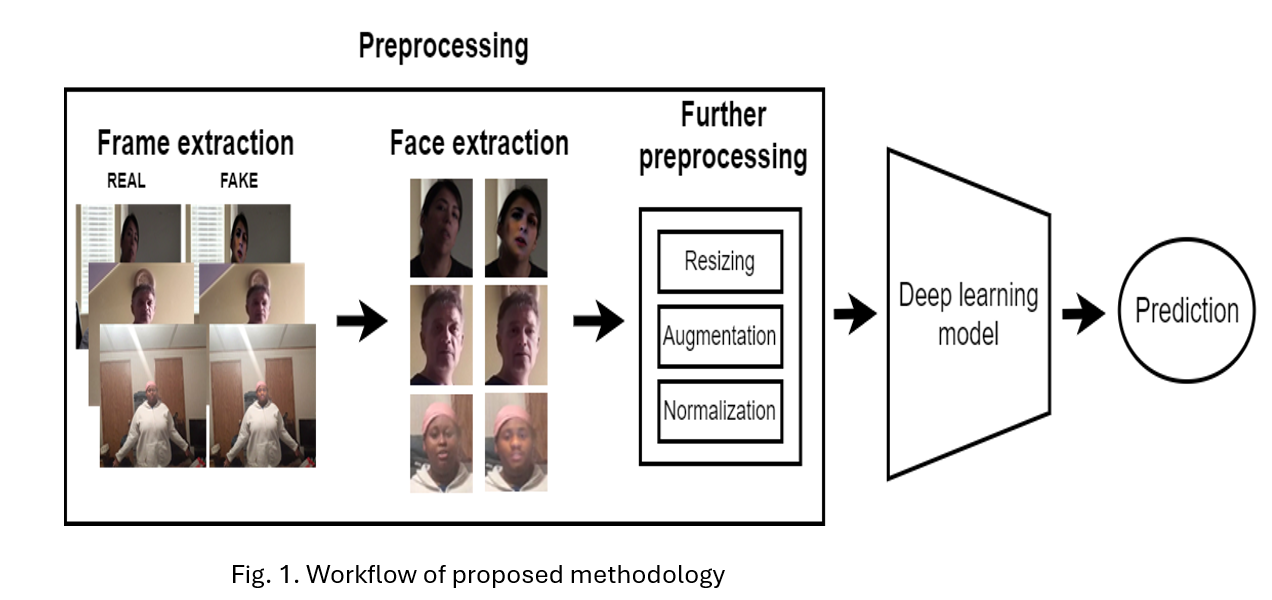 Preprocessing
Frame extraction
REAL FAKE
Face extraction
Further
preprocessing
Resizing
Augmentation
Normalization
Deep learning
model
Prediction
Fig. 1. Workflow of proposed methodology